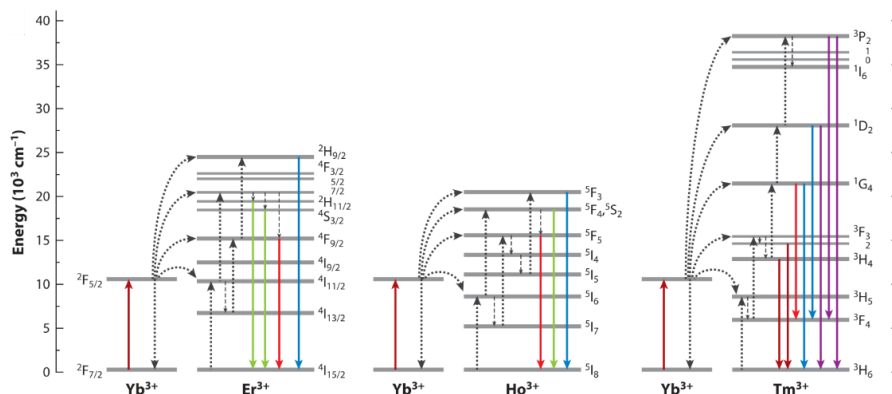 Energy (10³ cm⁻¹)
40
35
30
25
20
15
10
5
0
²F₅/₂
²F₇/₂
Yb³⁺
²H₉/₂
⁴F₃/₂
5/2
7/2
²H₁₁/₂
⁴S₃/₂
⁴F₉/₂
⁴I₉/₂
⁴I₁₁/₂
⁴I₁₃/₂
⁴I₁₅/₂
Er³⁺
Yb³⁺
⁵F₃
⁵F₄,⁵S₂
⁵F₅
⁵I₄
⁵I₅
⁵I₆
⁵I₇
⁵I₈
Ho³⁺
Yb³⁺
³P₂
1
0
¹I₆
¹D₂
¹G₄
³F₃
2
³H₄
³H₅
³F₄
³H₆
Tm³⁺